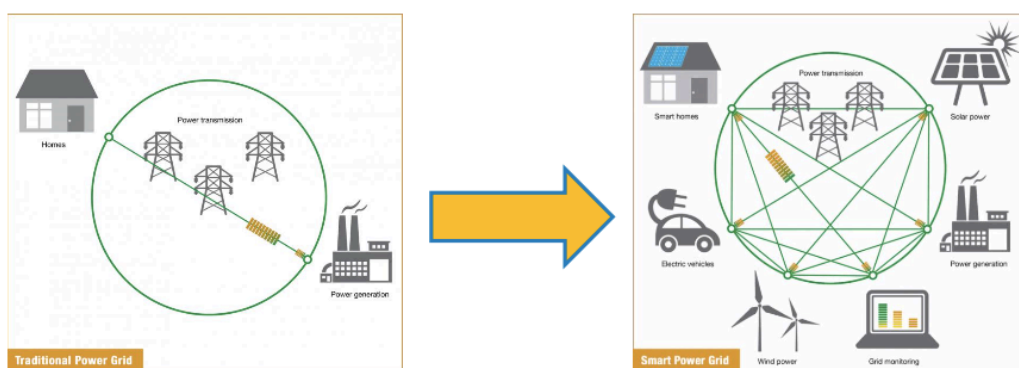 Power transmission
Homes
Power generation
Traditional Power Grid
Power transmission
Smart homes
Solar power
Electric vehicles
Power generation
Wind power
Grid monitoring
Smart Power Grid